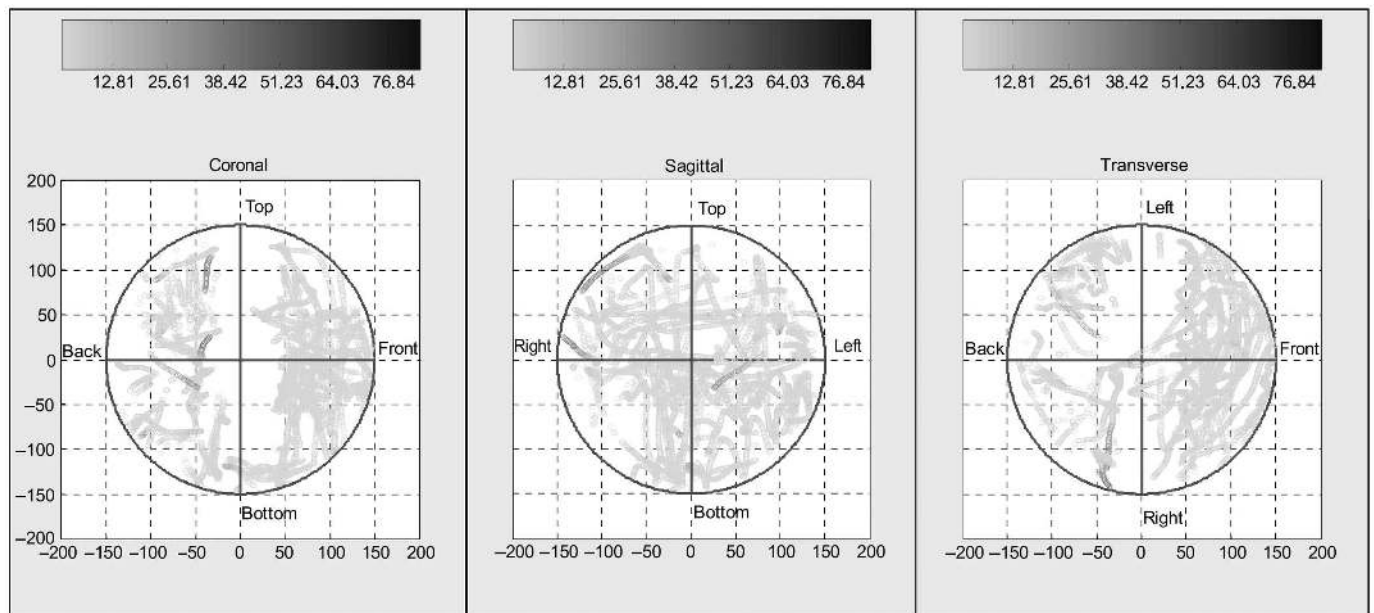 12.81 25.61 38.42 51.23 64.03 76.84
12.81 25.61 38.42 51.23 64.03 76.84
12.81 25.61 38.42 51.23 64.03 76.84
Coronal
200
150
100
50
0
−50
−100
−150
−200
Top
Back
Front
Bottom
−200 −150 −100 −50 0 50 100 150 200
Sagittal
Top
Right
Left
Bottom
−200 −150 −100 −50 0 50 100 150 200
Transverse
Left
Back
Front
Right
−200 −150 −100 −50 0 50 100 150 200